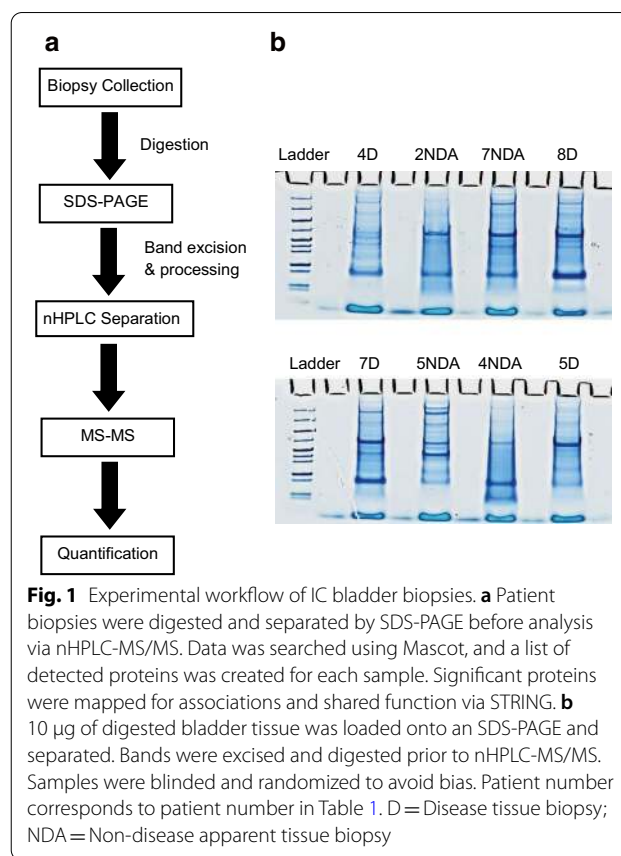 a
b
Biopsy Collection
Digestion
SDS-PAGE
Band excision
& processing
nHPLC Separation
MS-MS
Quantification
Ladder 4D 2NDA 7NDA 8D
Ladder 7D 5NDA 4NDA 5D
Fig. 1 Experimental workflow of IC bladder biopsies. a Patient
biopsies were digested and separated by SDS-PAGE before analysis
via nHPLC-MS/MS. Data was searched using Mascot, and a list of
detected proteins was created for each sample. Significant proteins
were mapped for associations and shared function via STRING. b
10 µg of digested bladder tissue was loaded onto an SDS-PAGE and
separated. Bands were excised and digested prior to nHPLC-MS/MS.
Samples were blinded and randomized to avoid bias. Patient number
corresponds to patient number in Table 1. D = Disease tissue biopsy;
NDA = Non-disease apparent tissue biopsy